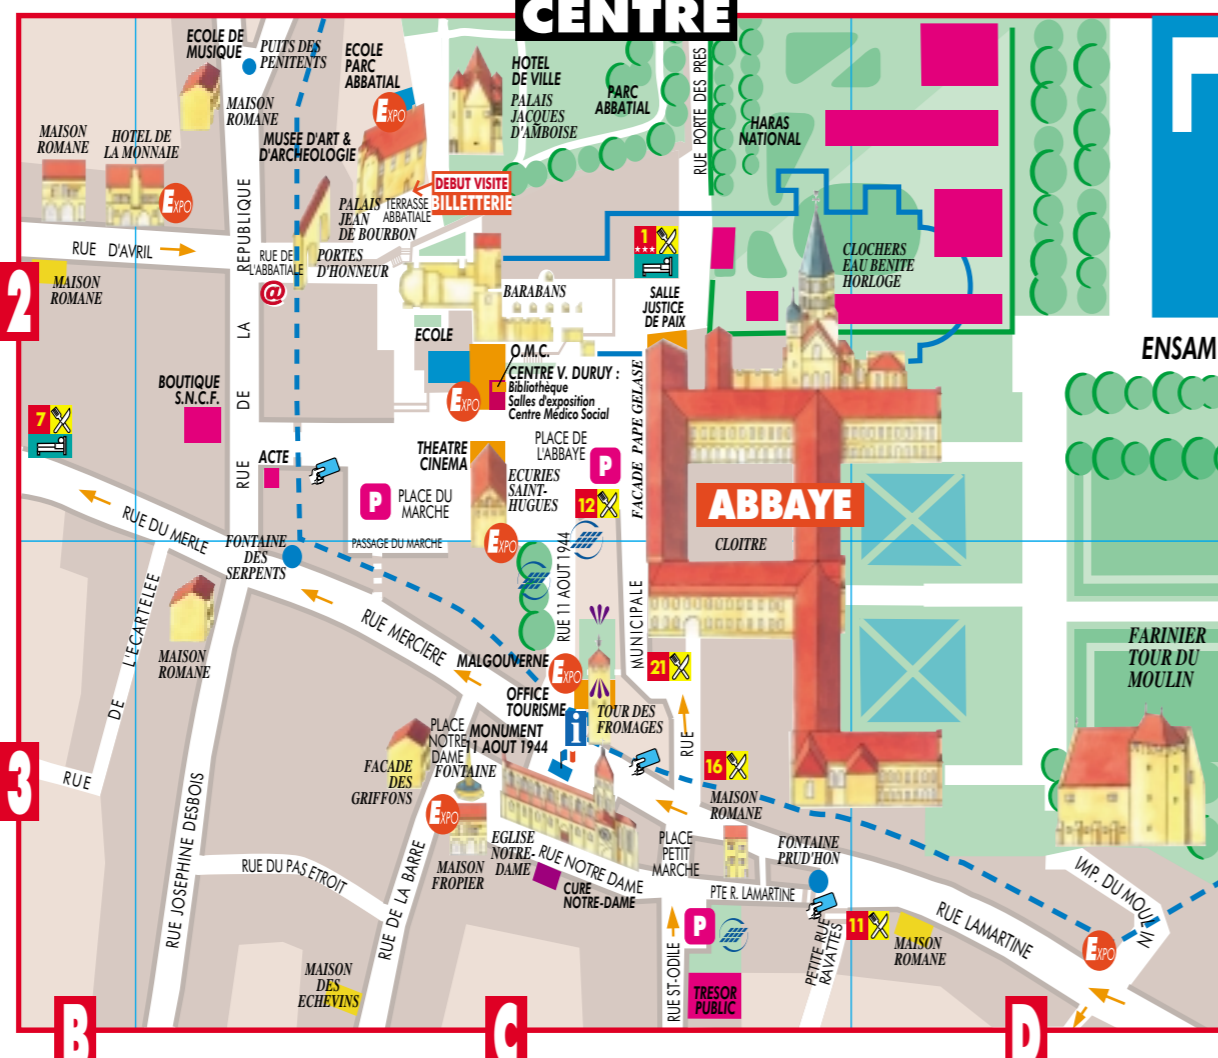 CENTRE
ECOLE DE
MUSIQUE
PUITS DES
PENITENTS
ECOLE
PARC
ABBATIAL
EXPO
HOTEL
DE VILLE
PALAIS
JACQUES
D'AMBOISE
PARC
ABBATIAL
RUE PORTE DES PRES
HARAS
NATIONAL
MAISON
ROMANE
HOTEL DE
LA MONNAIE
MAISON
ROMANE
MUSEE D'ART &
D'ARCHEOLOGIE
EXPO
DEBUT VISITE
BILLETTERIE
PALAIS
JEAN
DE BOURBON
TERRASSE
ABBATIALE
RUE D'AVRIL
RUE DE
L'ABBATIALE
PORTES
D'HONNEUR
@
MAISON
ROMANE
2
1
***
CLOCHERS
EAU BENITE
HORLOGE
BARABANS
SALLE
JUSTICE
DE PAIX
ECOLE
O.M.C.
CENTRE V. DURUY :
Bibliothèque
Salles d'exposition
Centre Médico Social
EXPO
ENSAM
BOUTIQUE
S.N.C.F.
7
RUE DE LA REPUBLIQUE
FACADE PAPE GELASE
ACTE
THEATRE
CINEMA
PLACE DE
L'ABBAYE
P
ECURIES
SAINT-
HUGUES
12
P
PLACE DU
MARCHE
ABBAYE
CLOITRE
RUE DU MERLE
FONTAINE
DES
SERPENTS
PASSAGE DU MARCHE
EXPO
RUE 11 AOUT 1944
RUE DE L'ECARTELEE
MAISON
ROMANE
RUE MERCIERE
MALGOUVERNE
EXPO
RUE MUNICIPALE
21
FARINIER
TOUR DU
MOULIN
OFFICE
TOURISME
i
TOUR DES
FROMAGES
PLACE
NOTRE
DAME
MONUMENT
11 AOUT 1944
FONTAINE
3
FACADE
DES
GRIFFONS
16
MAISON
ROMANE
EXPO
MAISON
FROPIER
EGLISE
NOTRE-
DAME
RUE NOTRE DAME
PLACE
PETIT
MARCHE
FONTAINE
PRUD'HON
RUE JOSEPHINE DESBOIS
RUE DU PAS ETROIT
RUE DE LA BARRE
CURE
NOTRE-DAME
PTE R. LAMARTINE
IMP. DU MOULIN
P
PETITE RUE
RAVATTES
11
MAISON
ROMANE
RUE LAMARTINE
EXPO
MAISON
DES
ECHEVINS
RUE ST-ODILE
TRESOR
PUBLIC
B
C
D